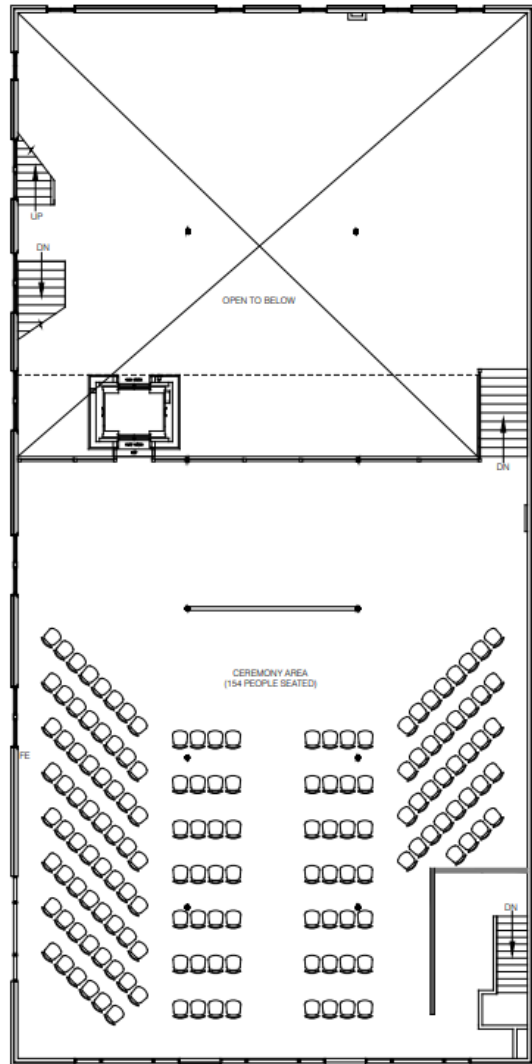 UP
DN
OPEN TO BELOW
DN
CEREMONY AREA
(154 PEOPLE SEATED)
FE
DN